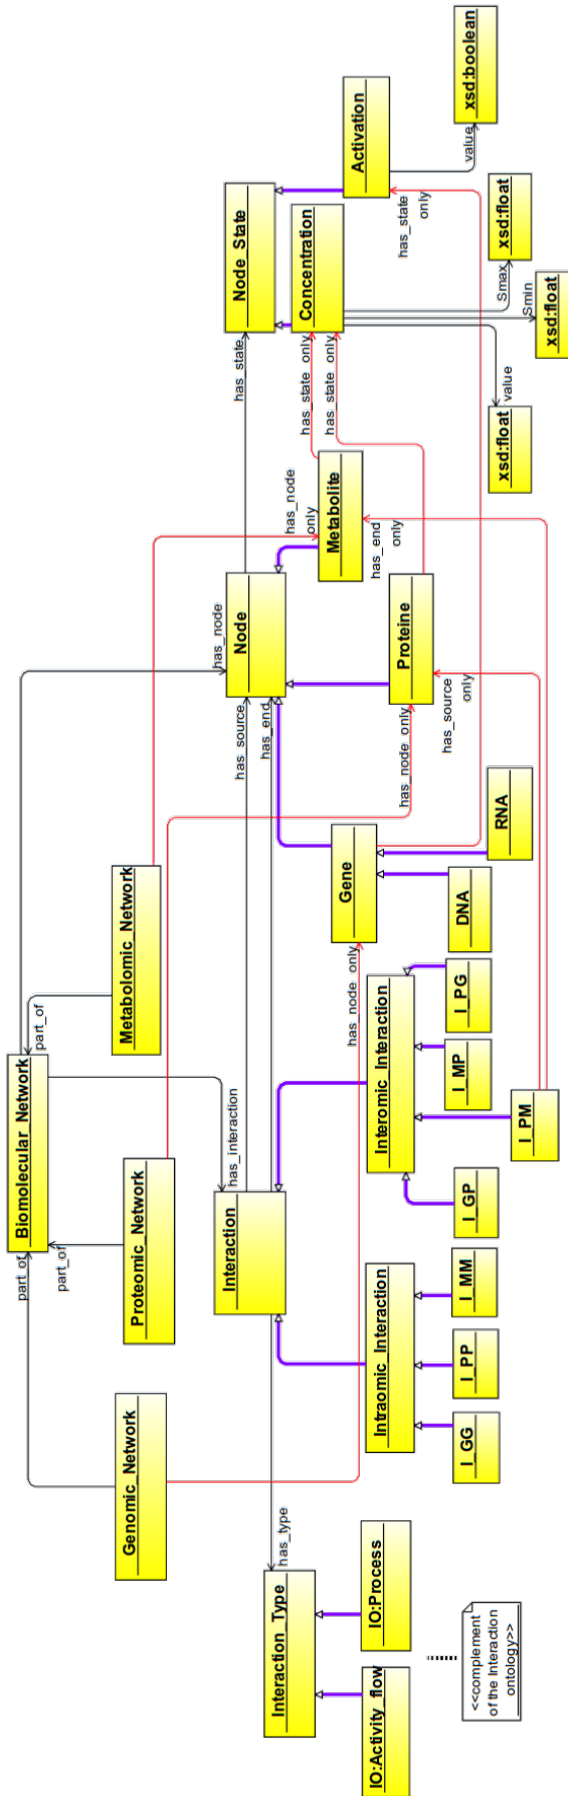 Biomolecular_Network
part_of
part_of
part_of
Genomic_Network
Proteomic_Network
Metabolomic_Network
has_interaction
has_node
has_node
only
Interaction_Type
has_type
Interaction
has_source
has_end
Node
has_state
Node_State
IO:Activity_flow
IO:Process
<<complement
of the Interaction
ontology>>
Intraomic_Interaction
I_GG
I_PP
I_MM
Interomic_Interaction
I_GP
I_PM
I_MP
I_PG
has_node_only
Gene
DNA
RNA
has_node_only
Proteine
has_source
only
Metabolite
has_end
only
has_state_only
has_state_only
Concentration
Activation
has_state
only
value
xsd:float
Smin
xsd:float
Smax
xsd:float
value
xsd:boolean